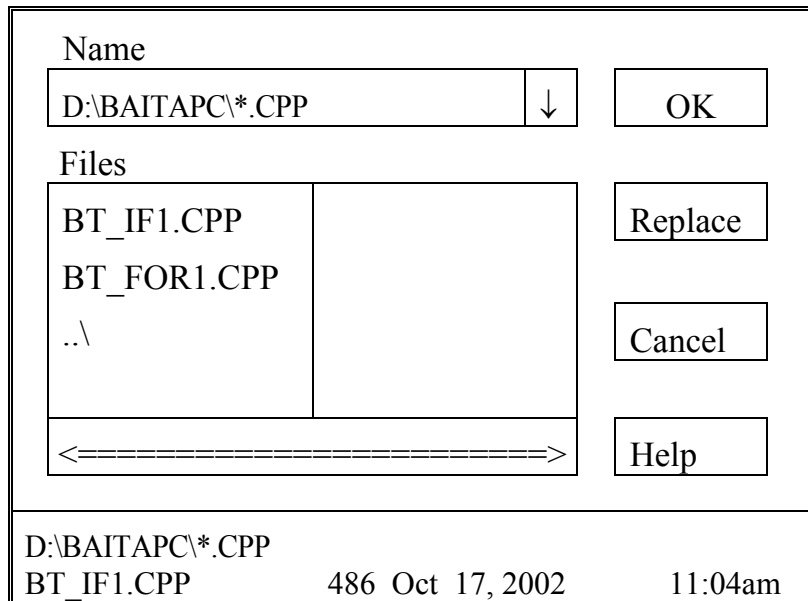 Name
D:\BAITAPC\*.CPP ↓ OK
Files
BT_IF1.CPP Replace
BT_FOR1.CPP
..\ Cancel
<========================> Help
D:\BAITAPC\*.CPP
BT_IF1.CPP 486 Oct 17, 2002 11:04am